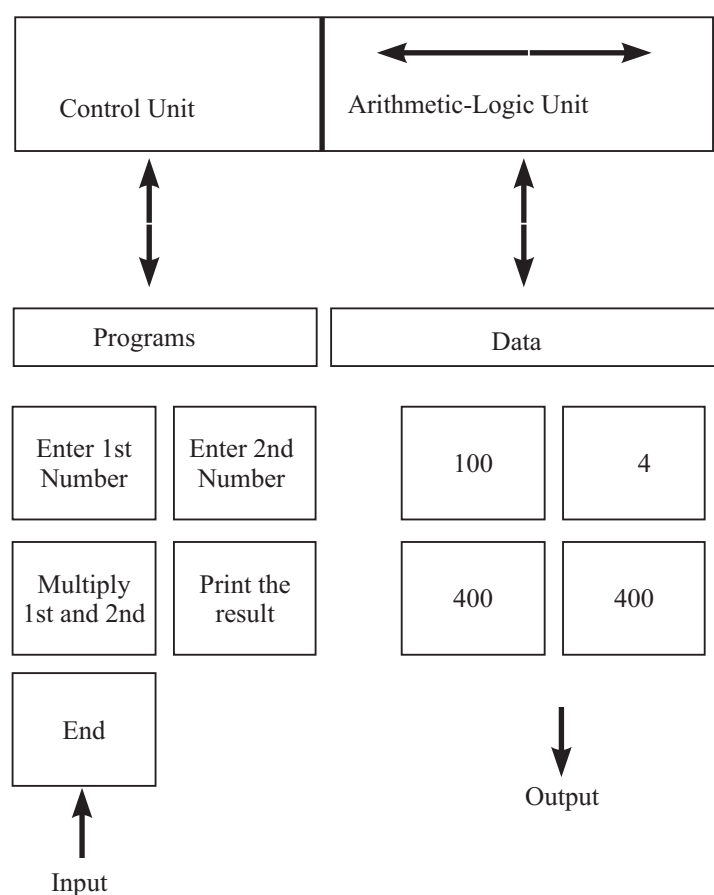 Control Unit
Arithmetic-Logic Unit
Programs
Data
Enter 1st
Number
Enter 2nd
Number
100
4
Multiply
1st and 2nd
Print the
result
400
400
End
Output
Input